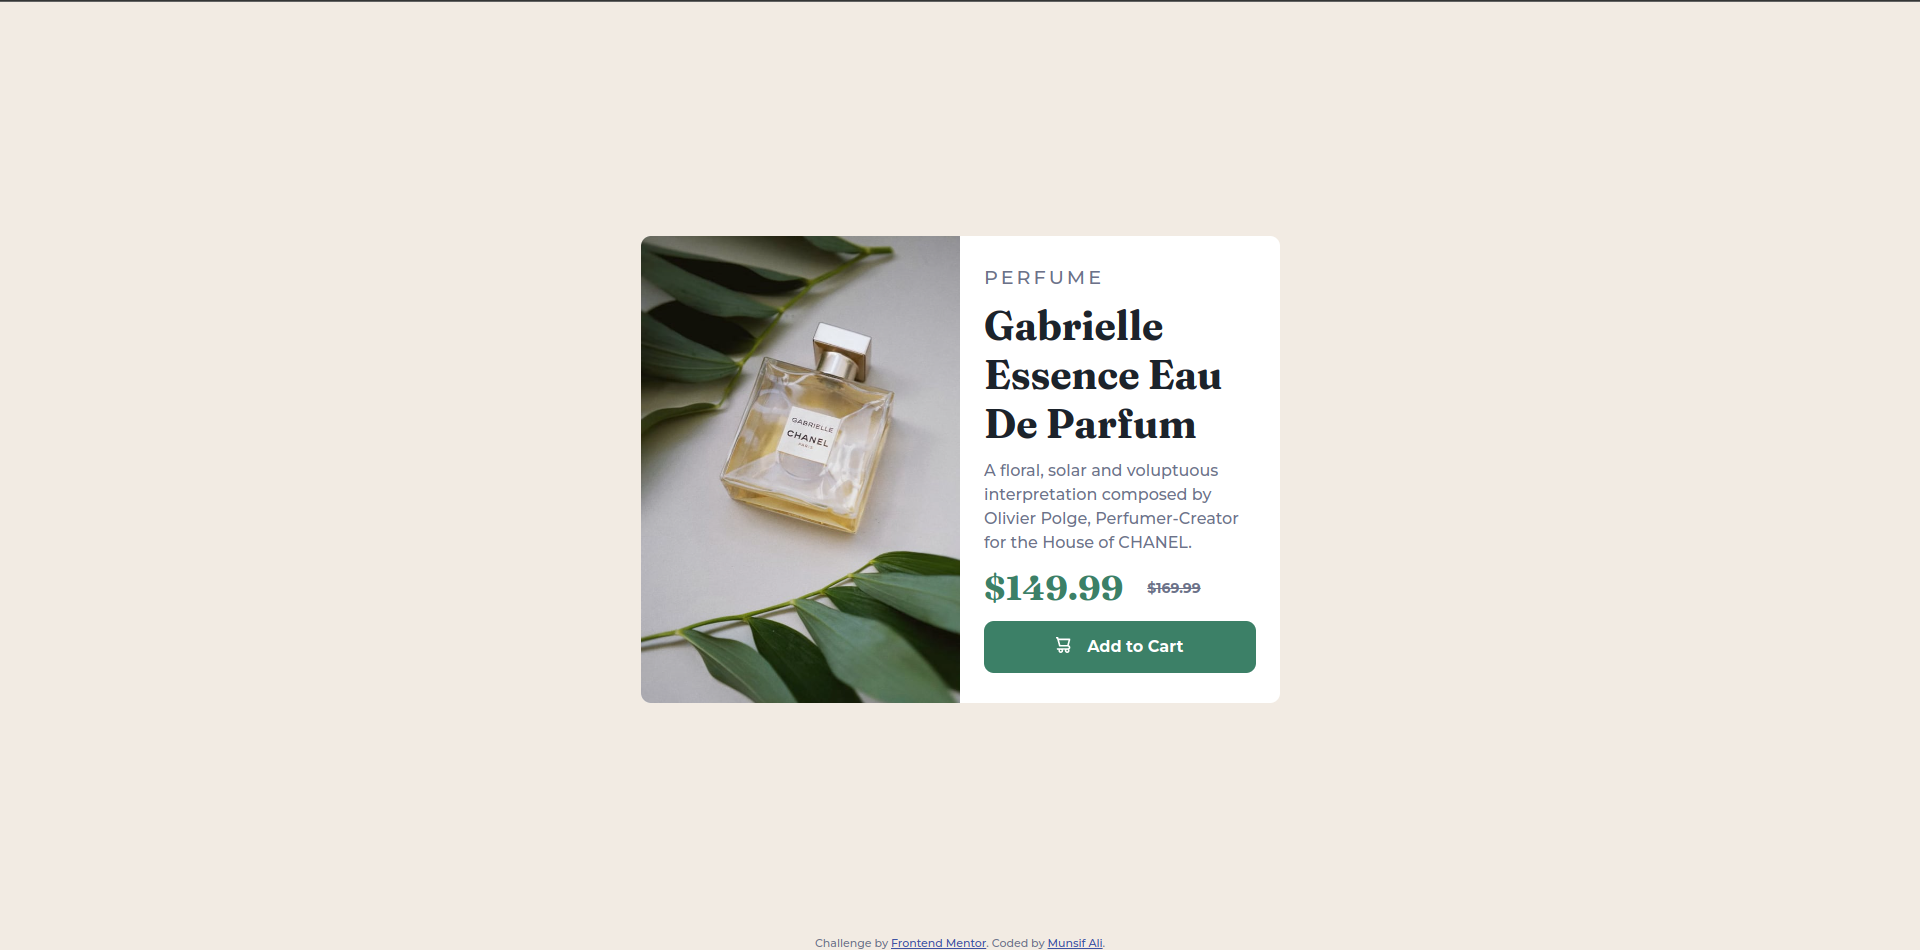 GABRIELLE
CHANEL
PARIS
PERFUME
Gabrielle
Essence Eau
De Parfum
A floral, solar and voluptuous
interpretation composed by
Olivier Polge, Perfumer-Creator
for the House of CHANEL.
$149.99 $169.99
Add to Cart
Challenge by Frontend Mentor. Coded by Munsif Ali.